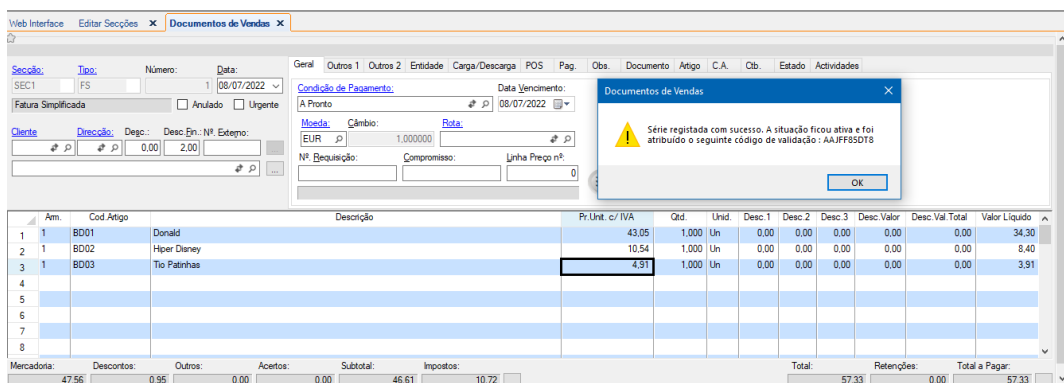 Web Interface Editar Secções X Documentos de Vendas X
Secção: Tipo: Número: Data:
SEC1 FS 1 08/07/2022
Fatura Simplificada Anulado Urgente
Cliente Direcção: Desc.: Desc.Fin.: Nº. Externo:
0,00 2,00
...
Geral Outros 1 Outros 2 Entidade Carga/Descarga POS Pag. Obs. Documento Artigo C.A. Ctb. Estado Actividades
Condição de Pagamento: Data Vencimento:
A Pronto 08/07/2022
Moeda: Câmbio: Rota:
EUR 1,000000
Nº. Requisição: Compromisso: Linha Preço nº:
0
Documentos de Vendas
Série registada com sucesso. A situação ficou ativa e foi
atribuído o seguinte código de validação : AAJFF85DT8
OK
Arm. Cod.Artigo Descrição Pr.Unit. c/ IVA Qtd. Unid. Desc.1 Desc.2 Desc.3 Desc.Valor Desc.Val.Total Valor Líquido
1 1 BD01 Donald 43,05 1,000 Un 0,00 0,00 0,00 0,00 0,00 34,30
2 1 BD02 Hiper Disney 10,54 1,000 Un 0,00 0,00 0,00 0,00 0,00 8,40
3 1 BD03 Tio Patinhas 4,91 1,000 Un 0,00 0,00 0,00 0,00 0,00 3,91
4
5
6
7
8
Mercadoria: Descontos: Outros: Acertos: Subtotal: Impostos: Total: Retenções: Total a Pagar:
47,56 0,95 0,00 0,00 46,61 10,72 57,33 0,00 57,33